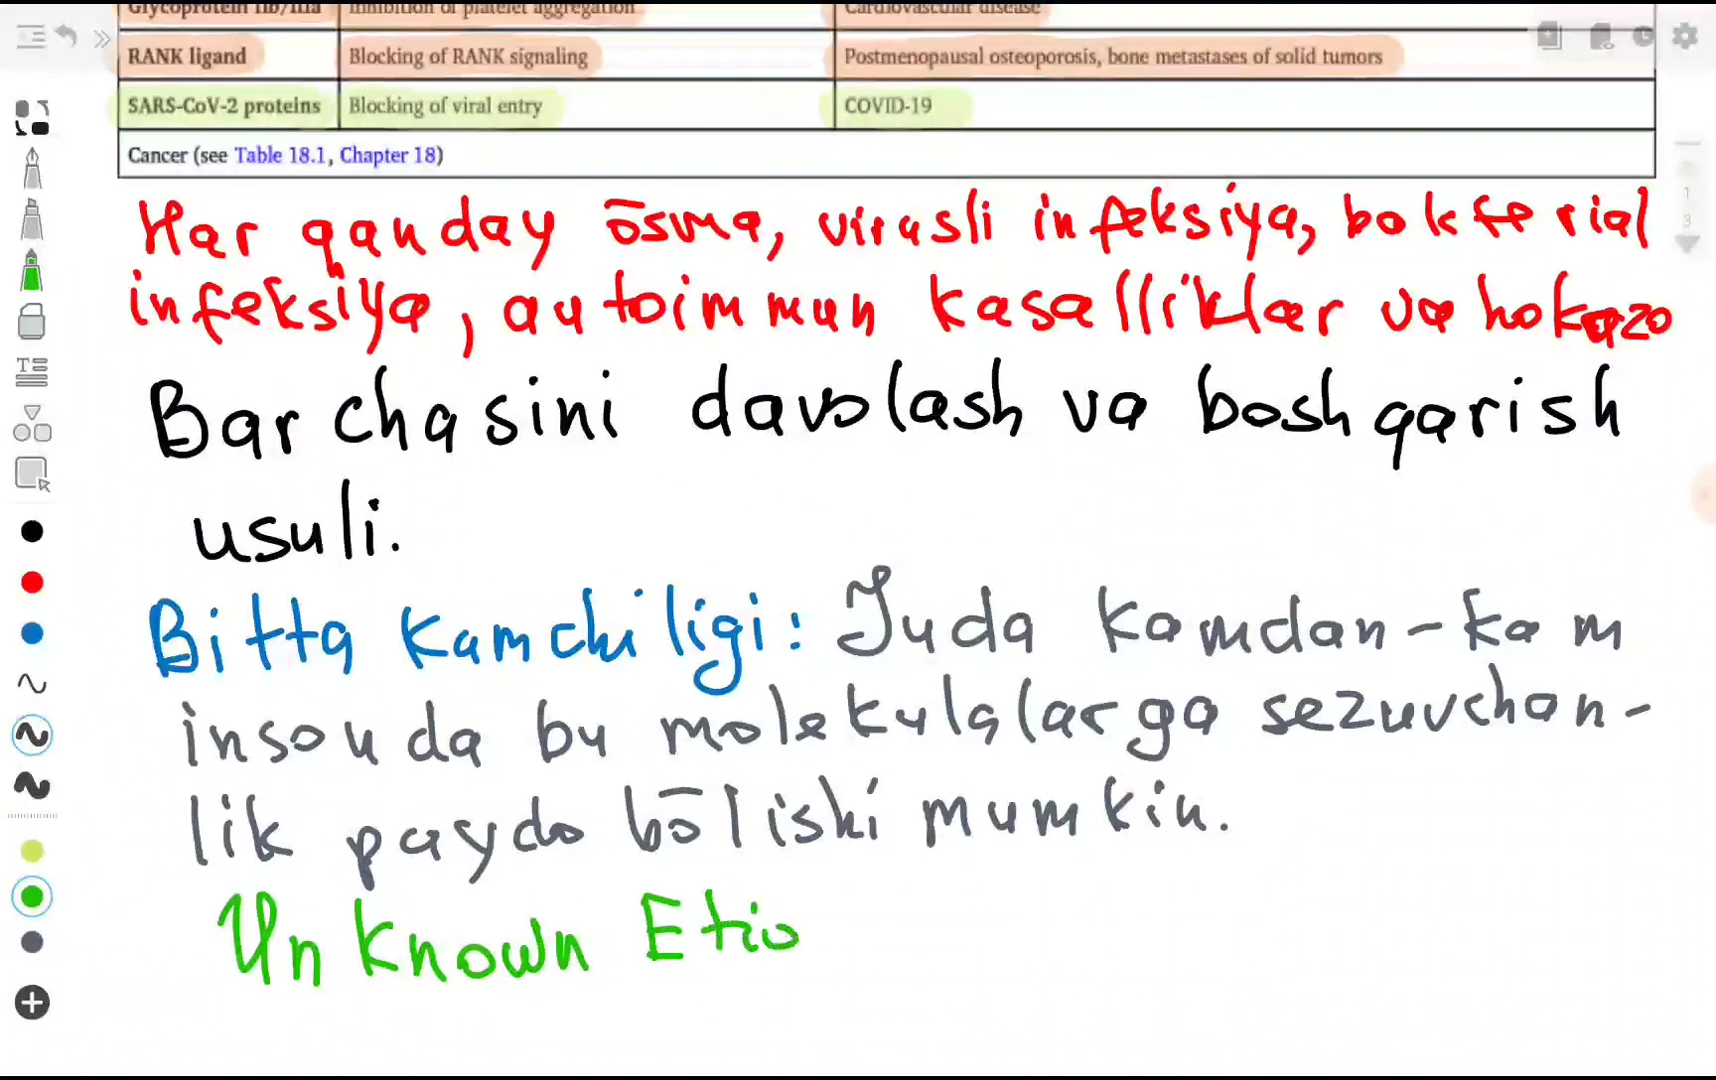 Glycoprotein IIb/IIIa Inhibition of platelet aggregation Cardiovascular disease
RANK ligand Blocking of RANK signaling Postmenopausal osteoporosis, bone metastases of solid tumors
SARS-CoV-2 proteins Blocking of viral entry COVID-19
Cancer (see Table 18.1, Chapter 18)
Har qanday ōsma, virusli infeksiya, bakterial
infeksiya, autoimmun kasalliklar va hokazo
Barchasini davolash va boshqarish
usuli.
Bitta kamchiligi: Juda kamdan-kam
insonda bu molekulalarga sezuvchan-
lik paydo bōlishi mumkin.
Unknown Etio
1
3